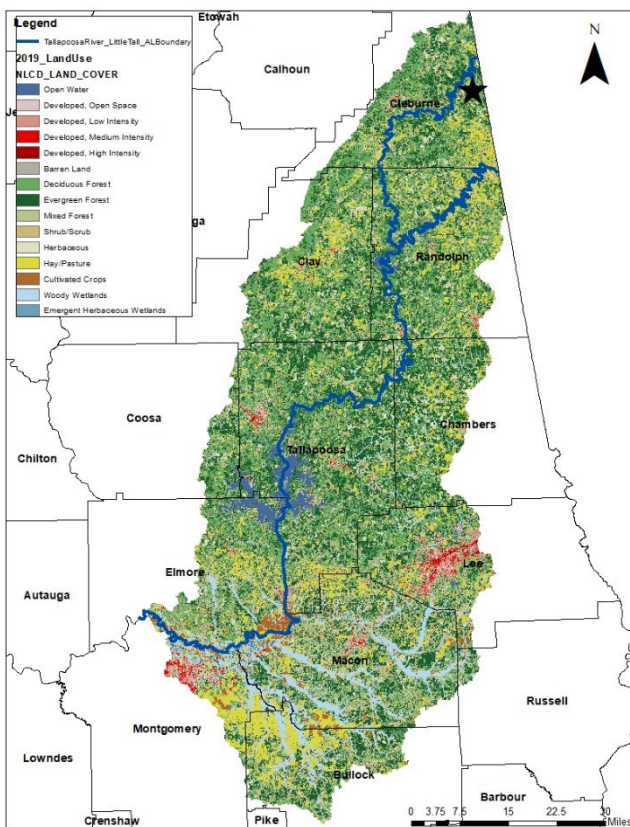 Legend
TallapoosaRiver_LittleTall_ALBoundary
2019_LandUse
NLCD_LAND_COVER
Open Water
Developed, Open Space
Developed, Low Intensity
Developed, Medium Intensity
Developed, High Intensity
Barren Land
Deciduous Forest
Evergreen Forest
Mixed Forest
Shrub/Scrub
Herbaceous
Hay/Pasture
Cultivated Crops
Woody Wetlands
Emergent Herbaceous Wetlands
Etowah
N
Calhoun
Cleburne
Je
ga
Clay
Randolph
Coosa
Chambers
Tallapoosa
Chilton
Elmore
Lee
Autauga
Macon
Russell
Montgomery
Lowndes
Bullock
Barbour
Crenshaw
Pike
0 3.75 7.5 15 22.5 30
Miles